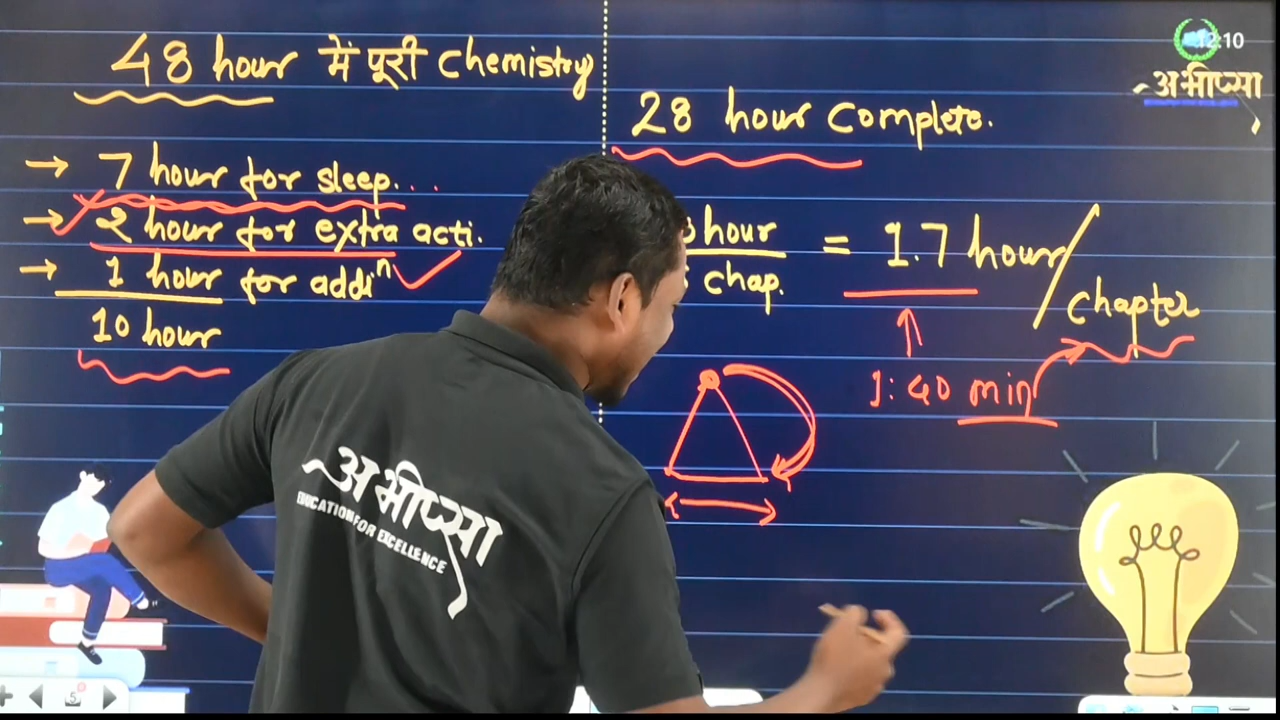 48 hour में पूरी chemistry
→ 7 hour for sleep....
→ 2 hour for extra acti.
→ 1 hour for addiⁿ
10 hour
28 hour complete.
hour
chap.
= 1.7 hour/chapter
1:40 min
12:10
अभीप्सा
अभीप्सा
EDUCATION FOR EXCELLENCE
5